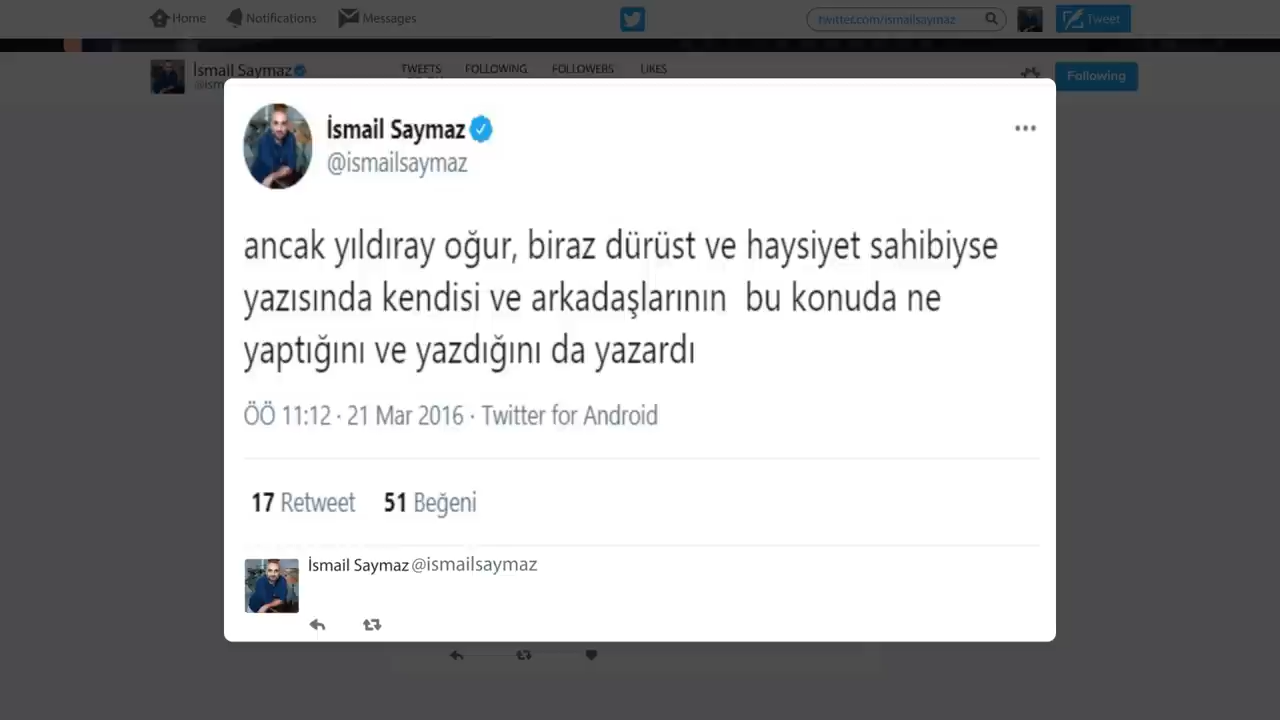 Home Notifications Messages twitter.com/ismailsaymaz Tweet
İsmail Saymaz TWEETS FOLLOWING FOLLOWERS LIKES Following
@ism
İsmail Saymaz
@ismailsaymaz
ancak yıldıray oğur, biraz dürüst ve haysiyet sahibiyse
yazısında kendisi ve arkadaşlarının bu konuda ne
yaptığını ve yazdığını da yazardı
ÖÖ 11:12 · 21 Mar 2016 · Twitter for Android
17 Retweet 51 Beğeni
İsmail Saymaz @ismailsaymaz